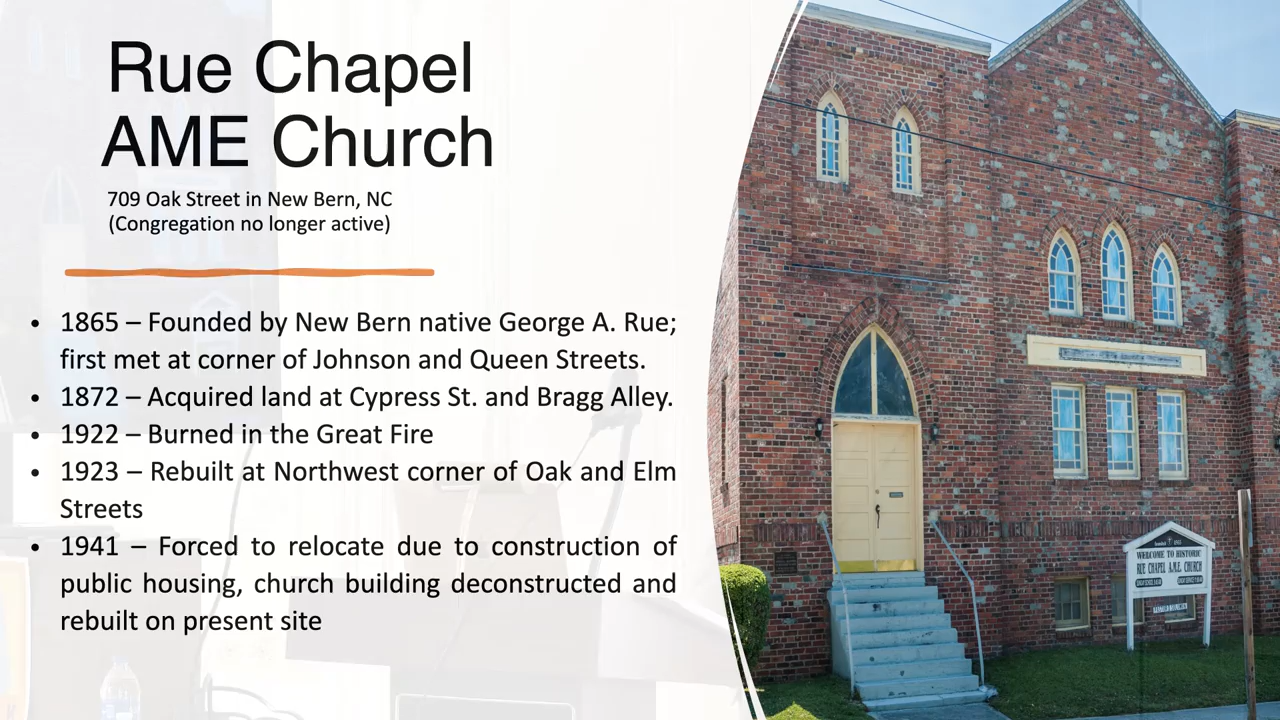 Rue Chapel
AME Church
709 Oak Street in New Bern, NC
(Congregation no longer active)
• 1865 – Founded by New Bern native George A. Rue;
first met at corner of Johnson and Queen Streets.
• 1872 – Acquired land at Cypress St. and Bragg Alley.
• 1922 – Burned in the Great Fire
• 1923 – Rebuilt at Northwest corner of Oak and Elm
Streets
• 1941 – Forced to relocate due to construction of
public housing, church building deconstructed and
rebuilt on present site
WELCOME TO HISTORIC
RUE CHAPEL A.M.E. CHURCH